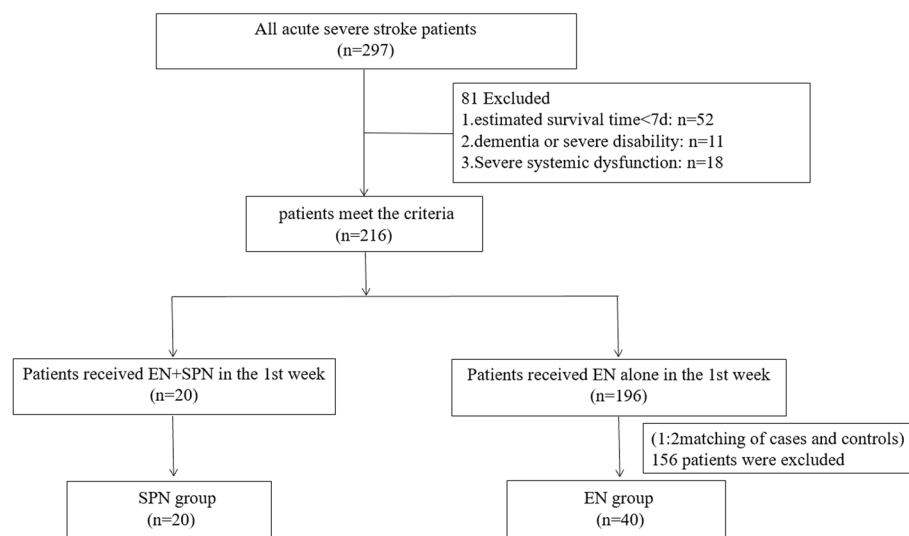 All acute severe stroke patients
(n=297)
81 Excluded
1.estimated survival time<7d: n=52
2.dementia or severe disability: n=11
3.Severe systemic dysfunction: n=18
patients meet the criteria
(n=216)
Patients received EN+SPN in the 1st week
(n=20)
Patients received EN alone in the 1st week
(n=196)
(1:2matching of cases and controls)
156 patients were excluded
SPN group
(n=20)
EN group
(n=40)